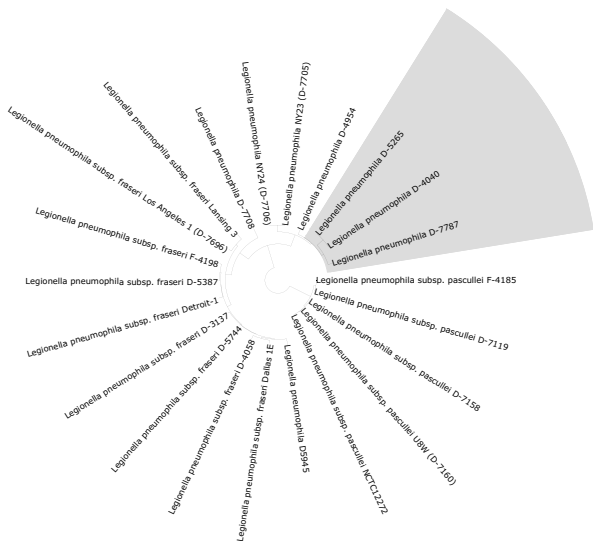 Legionella pneumophila NY24 (D-7706)
Legionella pneumophila NY23 (D-7705)
Legionella pneumophila D-4954
Legionella pneumophila D-5265
Legionella pneumophila D-4040
Legionella pneumophila D-7787
Legionella pneumophila subsp. pascullei F-4185
Legionella pneumophila subsp. pascullei D-7119
Legionella pneumophila subsp. pascullei D-7158
Legionella pneumophila subsp. pascullei U8W (D-7160)
Legionella pneumophila subsp. pascullei NCTC12272
Legionella pneumophila D5945
Legionella pneumophila subsp. fraseri Dallas 1E
Legionella pneumophila subsp. fraseri D-4058
Legionella pneumophila subsp. fraseri D-5744
Legionella pneumophila subsp. fraseri D-3137
Legionella pneumophila subsp. fraseri Detroit-1
Legionella pneumophila subsp. fraseri D-5387
Legionella pneumophila subsp. fraseri F-4198
Legionella pneumophila subsp. fraseri Los Angeles 1 (D-7696)
Legionella pneumophila subsp. fraseri Lansing 3
Legionella pneumophila D-7708